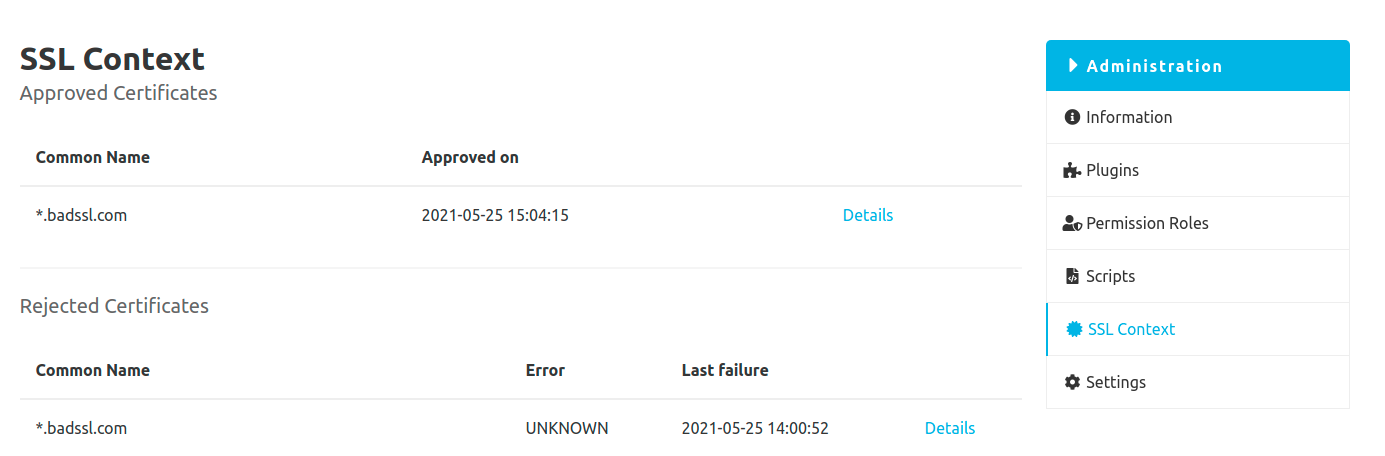 SSL Context
Approved Certificates
Common Name Approved on
*.badssl.com 2021-05-25 15:04:15 Details
Rejected Certificates
Common Name Error Last failure
*.badssl.com UNKNOWN 2021-05-25 14:00:52 Details
Administration
Information
Plugins
Permission Roles
Scripts
SSL Context
Settings